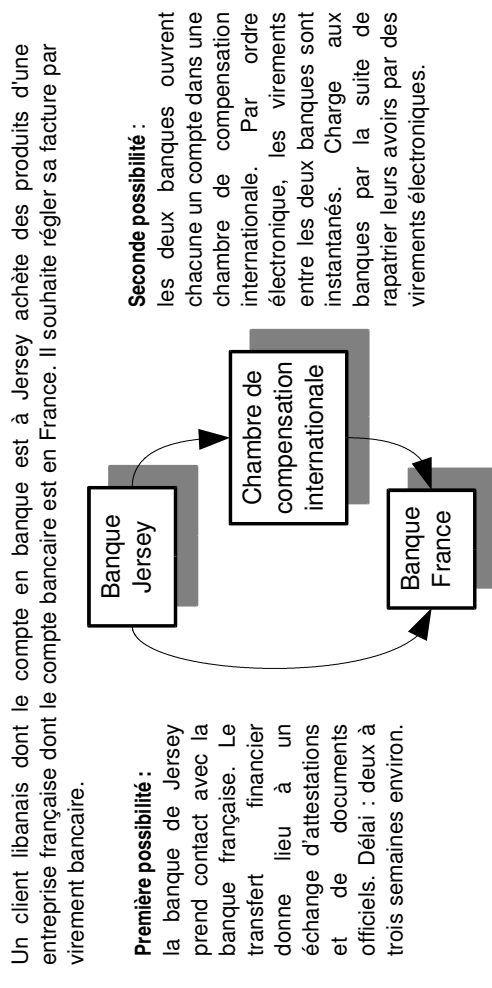 Un client libanais dont le compte en banque est à Jersey achète des produits d'une
entreprise française dont le compte bancaire est en France. Il souhaite régler sa facture par
virement bancaire.
Première possibilité :
la banque de Jersey
prend contact avec la
banque française. Le
transfert financier
donne lieu à un
échange d'attestations
et de documents
officiels. Délai : deux à
trois semaines environ.
Banque
Jersey
Chambre de
compensation
internationale
Banque
France
Seconde possibilité :
les deux banques ouvrent
chacune un compte dans une
chambre de compensation
internationale. Par ordre
électronique, les virements
entre les deux banques sont
instantanés. Charge aux
banques par la suite de
rapatrier leurs avoirs par des
virements électroniques.